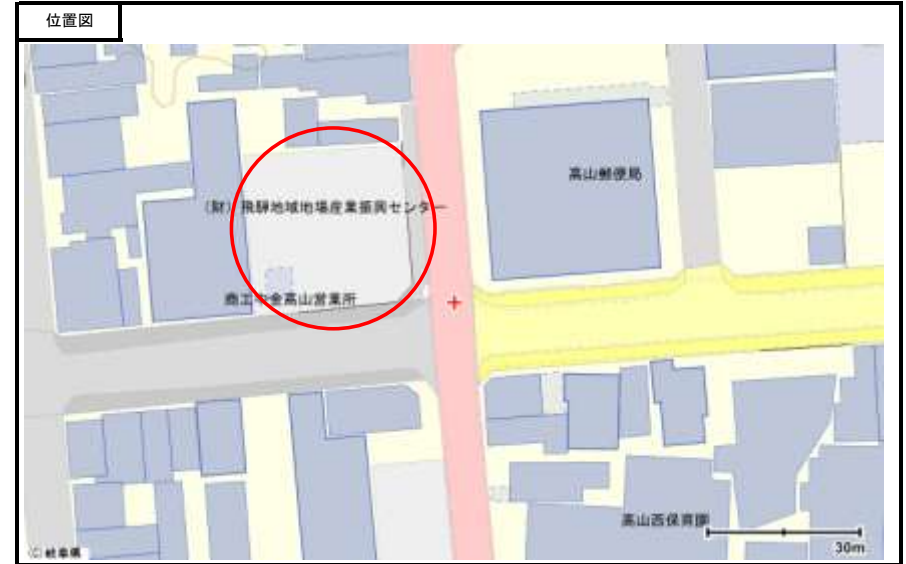 位置図
高山郵便局
（財）飛騨地域地場産業振興センター
商工中金高山営業所
高山西保育園
30m
© 岐阜県